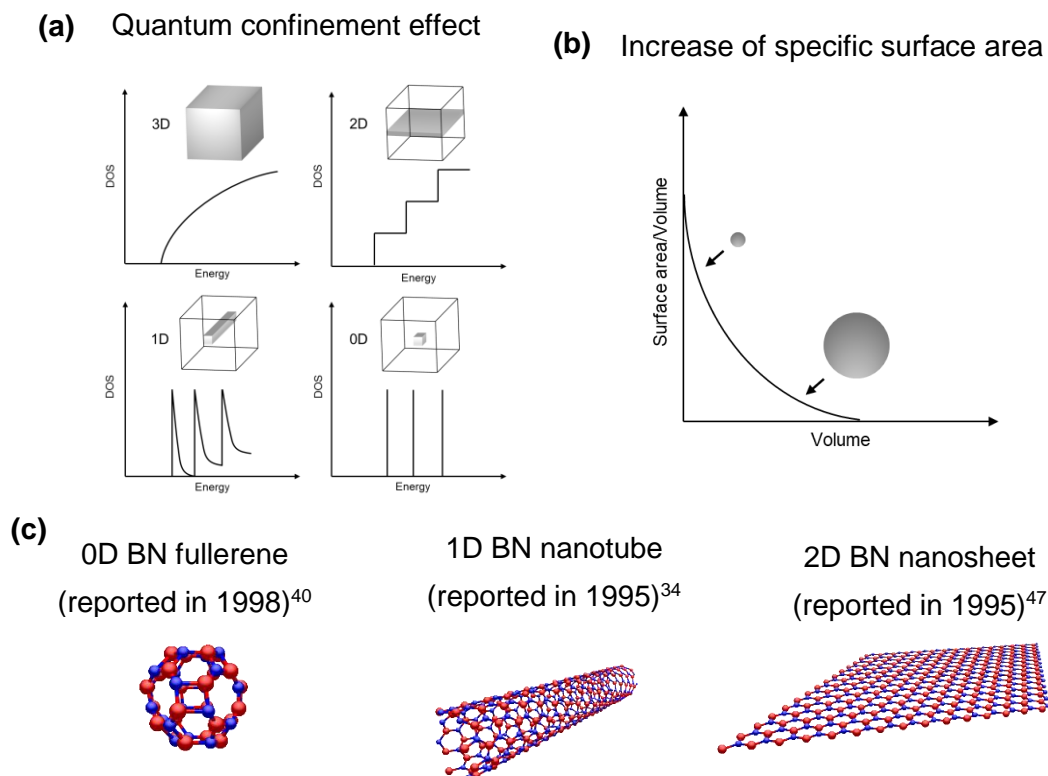 (a) Quantum confinement effect
3D
DOS
Energy
2D
DOS
Energy
1D
DOS
Energy
0D
DOS
Energy
(b) Increase of specific surface area
Surface area/Volume
Volume
(c)
0D BN fullerene
(reported in 1998)⁴⁰
1D BN nanotube
(reported in 1995)³⁴
2D BN nanosheet
(reported in 1995)⁴⁷